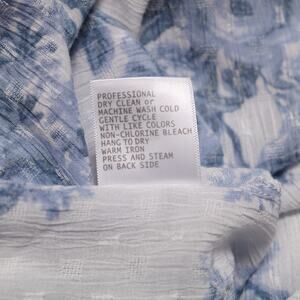 PROFESSIONAL
DRY CLEAN or
MACHINE WASH COLD
GENTLE CYCLE
WITH LIKE COLORS
NON-CHLORINE BLEACH
HANG TO DRY
WARM IRON
PRESS AND STEAM
ON BACK SIDE